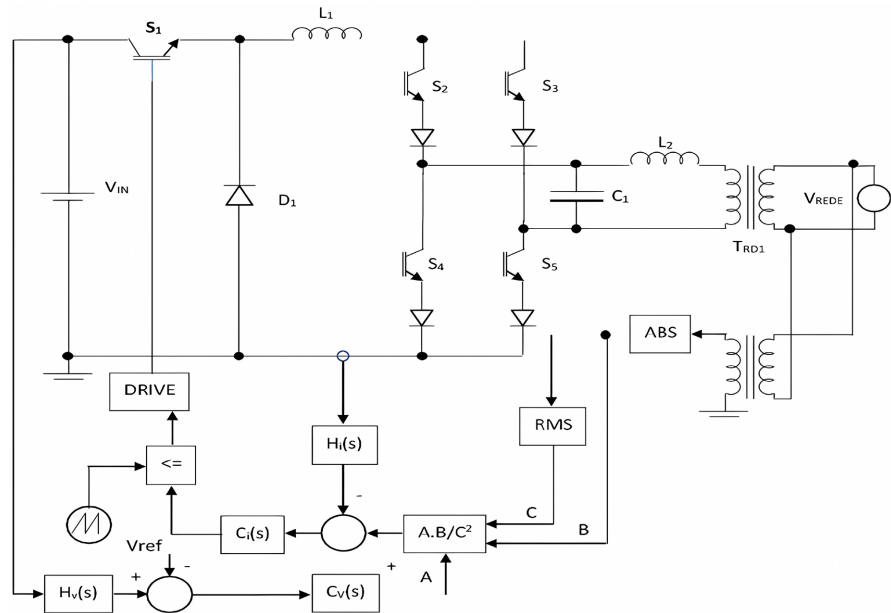 L1
S1
S2
S3
L2
VIN
D1
C1
VREDE
TRD1
S4
S5
ABS
DRIVE
RMS
Hi(s)
<=
-
C
Ci(s)
A.B/C²
B
Vref
+
-
+
A
Hv(s)
Cv(s)